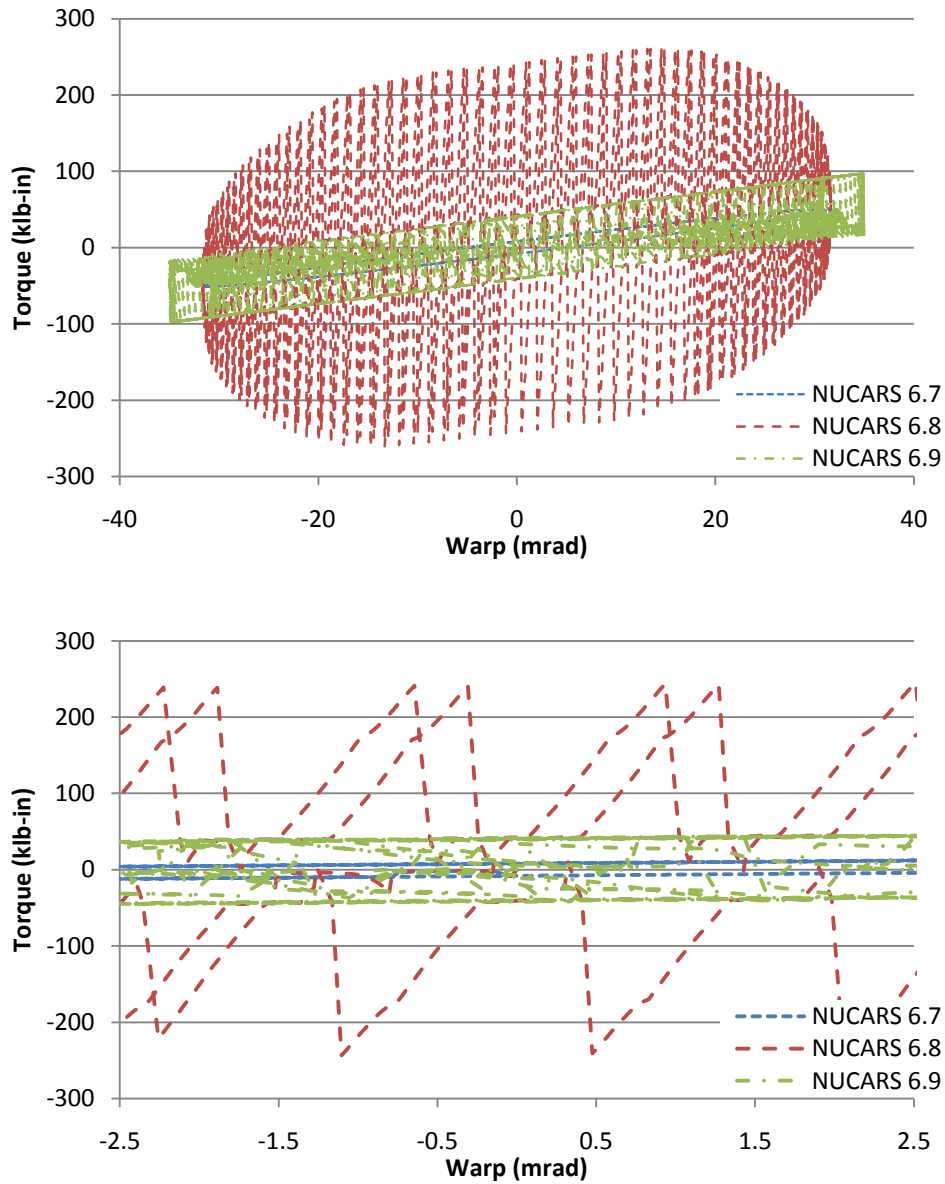 300
200
100
0
-100
-200
-300
Torque (klb-in)
NUCARS 6.7
NUCARS 6.8
NUCARS 6.9
-40 -20 0 20 40
Warp (mrad)
300
200
100
0
-100
-200
-300
Torque (klb-in)
NUCARS 6.7
NUCARS 6.8
NUCARS 6.9
-2.5 -1.5 -0.5 0.5 1.5 2.5
Warp (mrad)